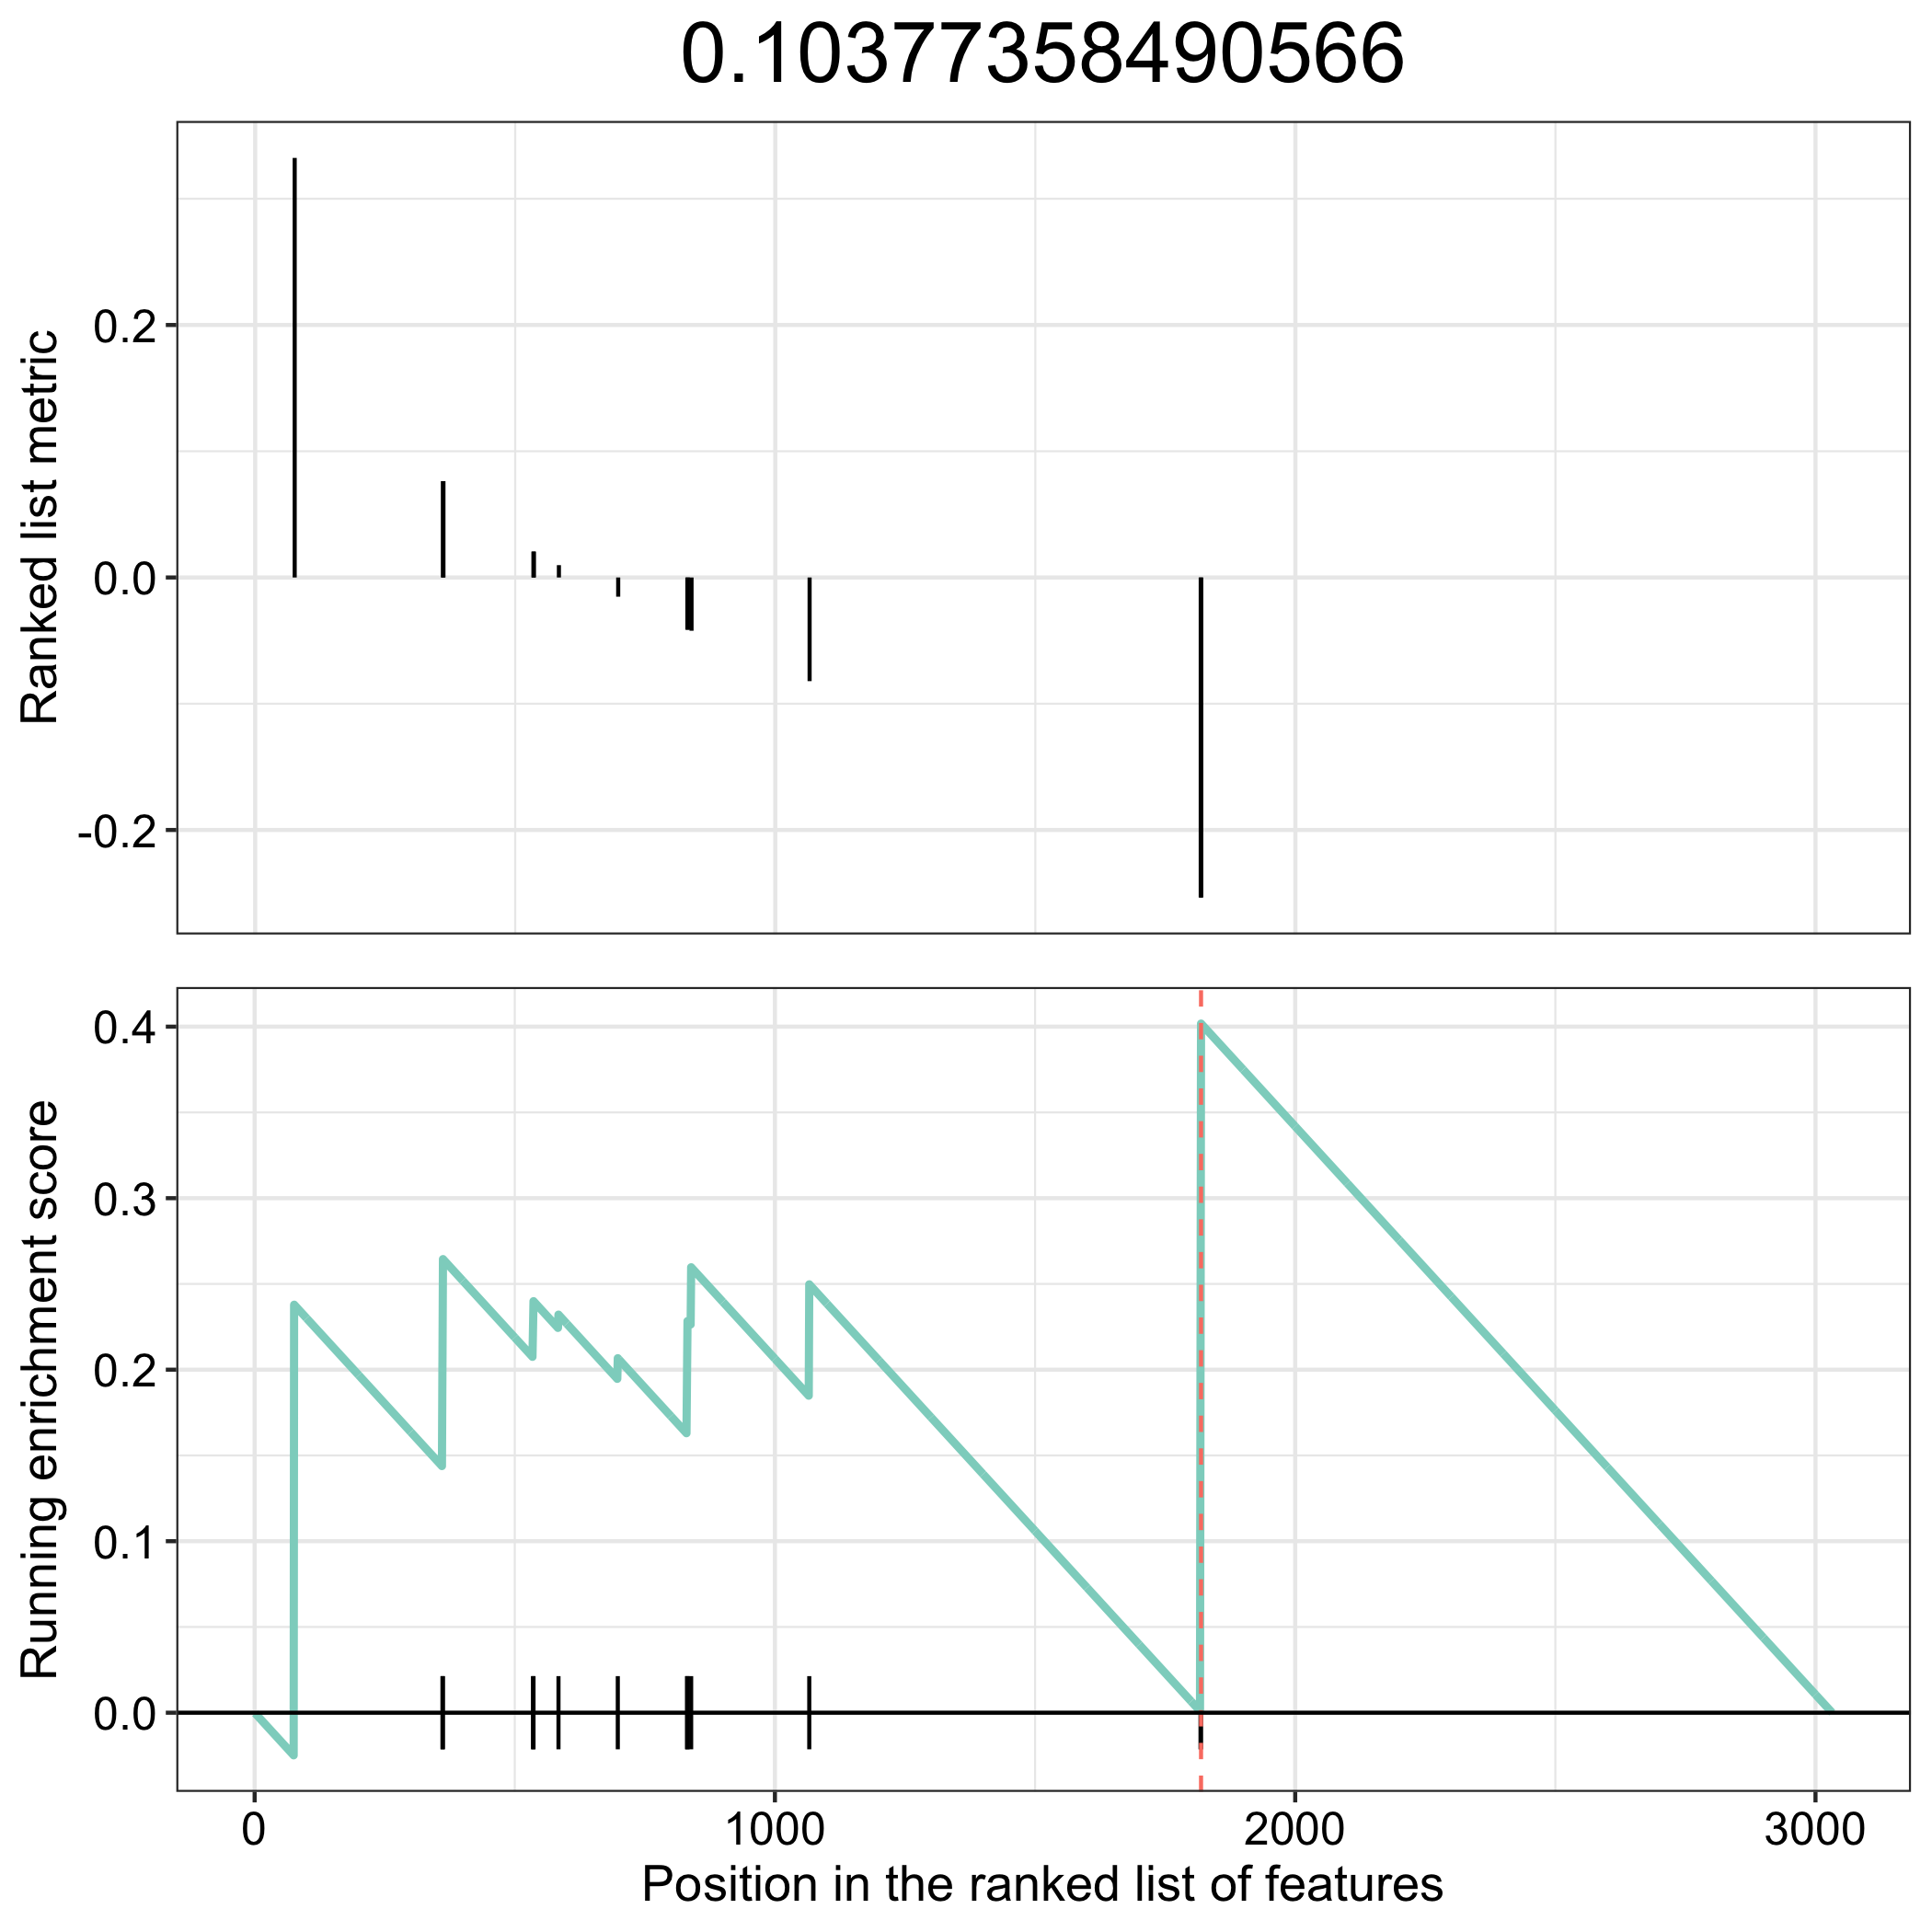 0.10377358490566
Ranked list metric
0.2
0.0
-0.2
Running enrichment score
0.4
0.3
0.2
0.1
0.0
0 1000 2000 3000
Position in the ranked list of features